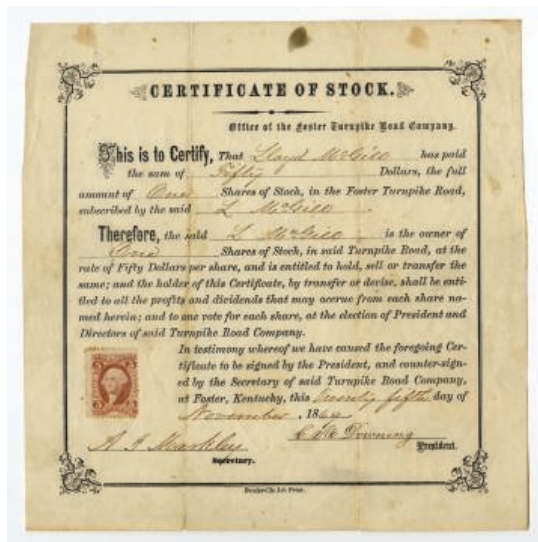 CERTIFICATE OF STOCK.
Office of the Foster Turnpike Road Company.
This is to Certify, That Lloyd McGill has paid
the sum of Fifty Dollars, the full
amount of One Shares of Stock, in the Foster Turnpike Road,
subscribed by the said L McGill.
Therefore, the said L McGill is the owner of
One Shares of Stock, in said Turnpike Road, at the
rate of Fifty Dollars per share, and is entitled to hold, sell or transfer the
same; and the holder of this Certificate, by transfer or devise, shall be enti-
tled to all the profits and dividends that may accrue from each share na-
med herein; and to one vote for each share, at the election of President and
Directors of said Turnpike Road Company.
In testimony whereof we have caused the foregoing Cer-
tificate to be signed by the President, and counter-sign-
ed by the Secretary of said Turnpike Road Company,
at Foster, Kentucky, this twenty fifth day of
November, 186
Downing
President.
A. J. Markley
Secretary.
Job Print.